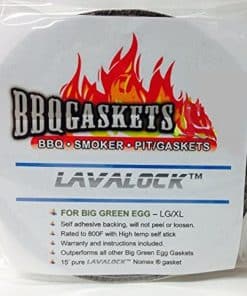 BBQGASKETS
BBQ • SMOKER • PIT/GASKETS
LAVALOCK™
FOR BIG GREEN EGG – LG/XL
Self adhesive backing, will not peel or loosen.
Rated to 800F with High temp self stick
Warranty and instructions included.
Outperforms all other Big Green Egg Gaskets
15' pure LAVALOCK™ Nomex® gasket